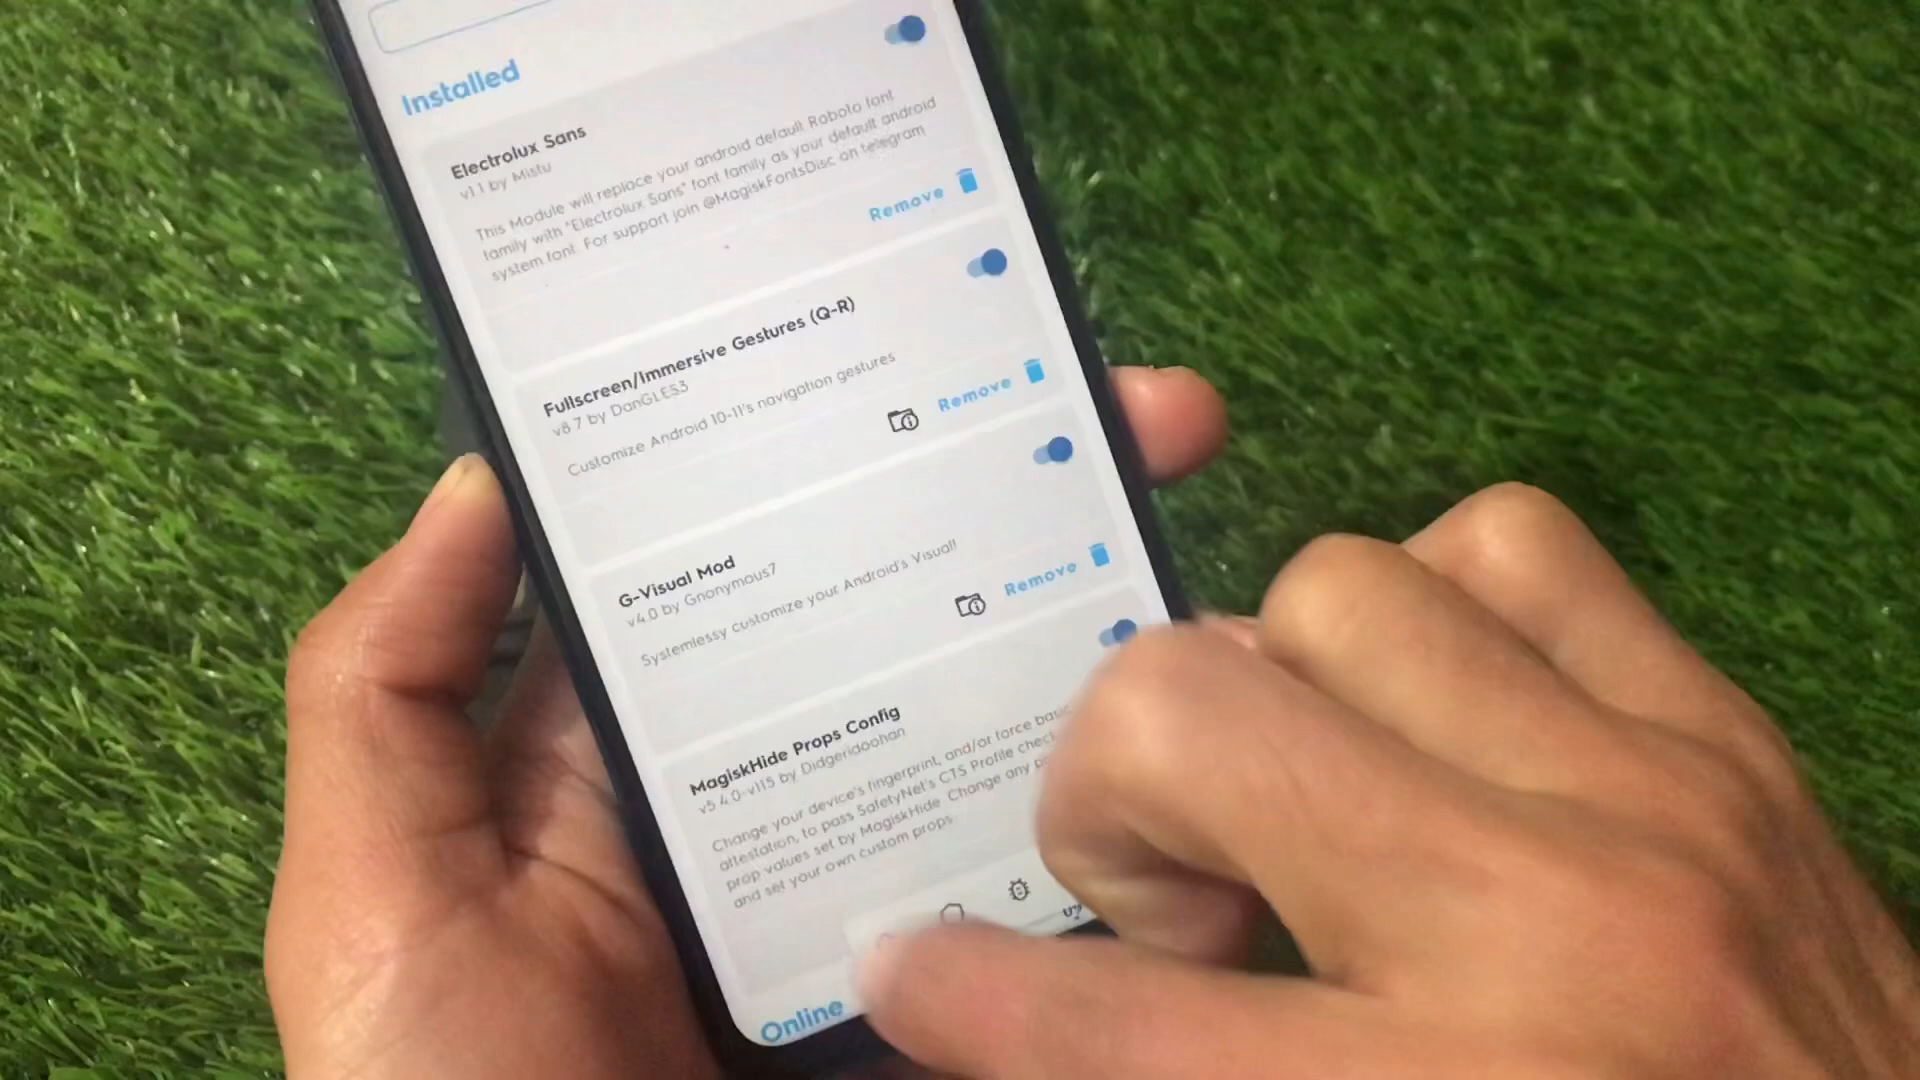 Installed
Electrolux Sans
v1.1 by Mistu
This Module will replace your android default Roboto font
family with "Electrolux Sans" font family as your default android
system font. For support join @MagiskFontsDisc on telegram
Remove
Fullscreen/Immersive Gestures (Q-R)
v8.7 by DanGLES3
Customize Android 10-11's navigation gestures
Remove
G-Visual Mod
v4.0 by Gnonymous7
Systemlessy customize your Android's Visual!
Remove
MagiskHide Props Config
v5.4.0-v115 by Didgeridoohan
Change your device's fingerprint, and/or force basic
attestation, to pass SafetyNet's CTS Profile check
prop values set by MagiskHide. Change any
and set your own custom props.
Online